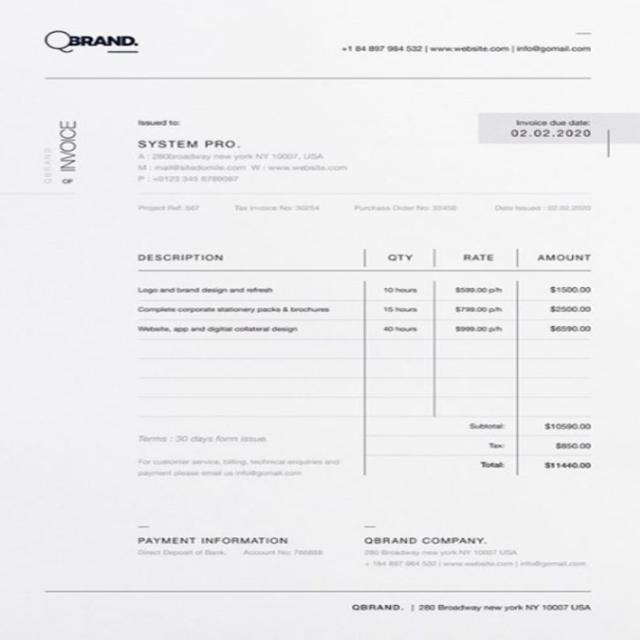 QBRAND.
+1 84 897 984 532 | www.website.com | info@gomail.com
QBRAND
OF INVOICE
Issued to:
Invoice due date:
02.02.2020
SYSTEM PRO.
A : 280broadway new york NY 10007, USA
M : mail@sitedomile.com W : www.website.com
P : +0123 345 6789067
Project Ref: 567 Tax Invoice No: 30254 Purchase Order No: 33456 Date Issued : 02.02.2020
DESCRIPTION QTY RATE AMOUNT
Logo and brand design and refresh 10 hours $599.00 p/h $1500.00
Complete corporate stationery packs & brochures 15 hours $799.00 p/h $2500.00
Website, app and digitial collateral design 40 hours $999.00 p/h $6590.00
Subtotal: $10590.00
Terms : 30 days form issue.
Tax: $850.00
For customer service, billing, technical enquiries and
Total: $11440.00
payment please email us info@gomail.com
PAYMENT INFORMATION
Direct Deposit of Bank. Account No: 786888
QBRAND COMPANY.
280 Broadway new york NY 10007 USA
+ 184 897 984 532 | www.website.com | info@gomail.com
QBRAND. | 280 Broadway new york NY 10007 USA